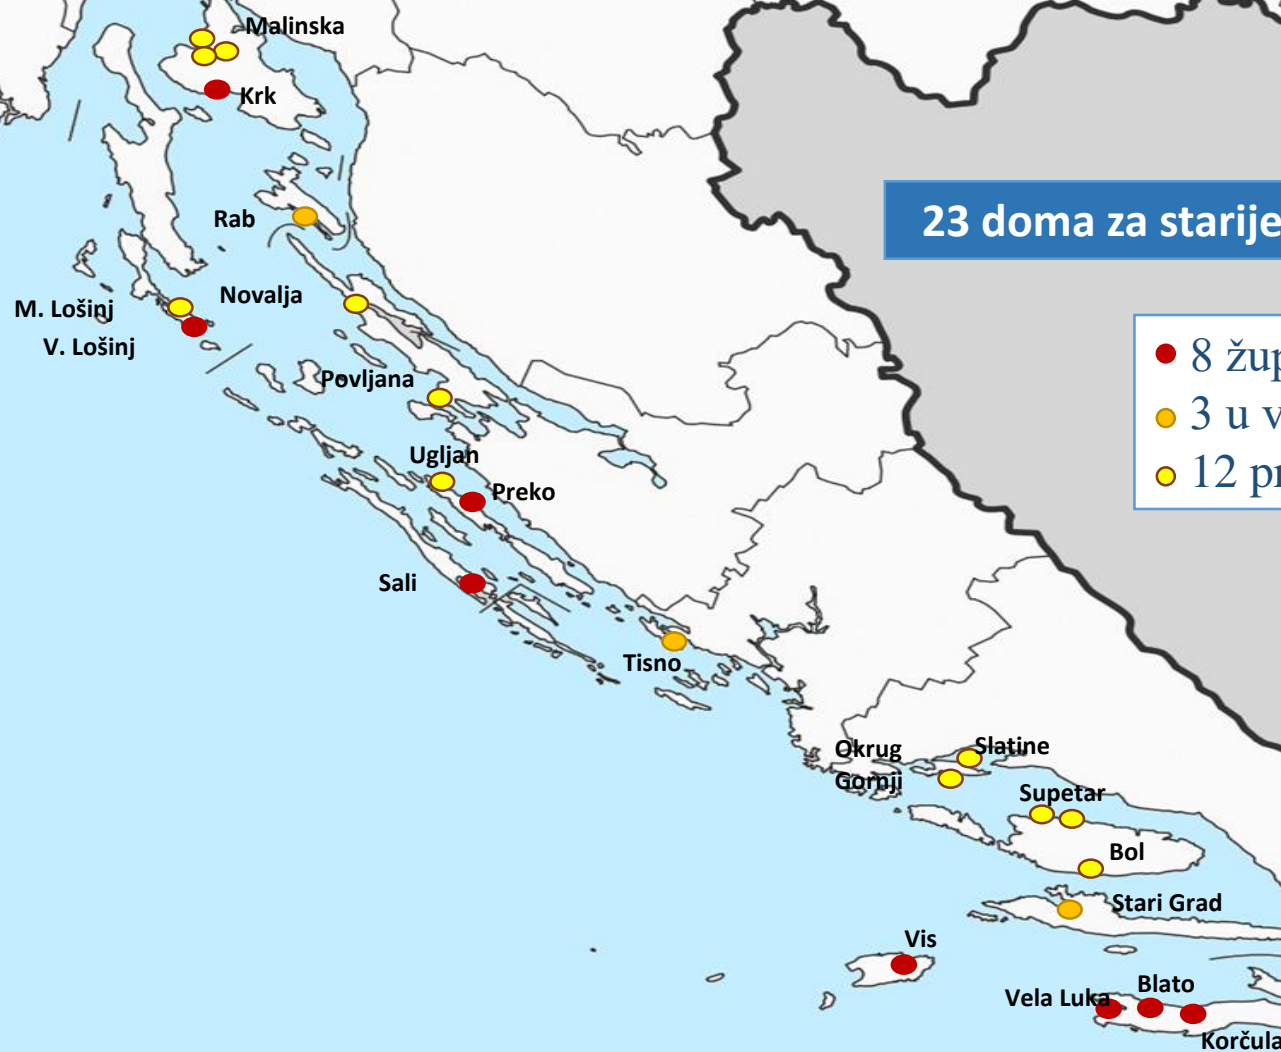 Malinska
Krk
Rab
23 doma za starije
Novalja
M. Lošinj
V. Lošinj
8 žup
Povljana
3 u v
Ugljan
12 pr
Preko
Sali
Tisno
Okrug
Gornji
Slatine
Supetar
Bol
Stari Grad
Vis
Blato
Vela Luka
Korčula